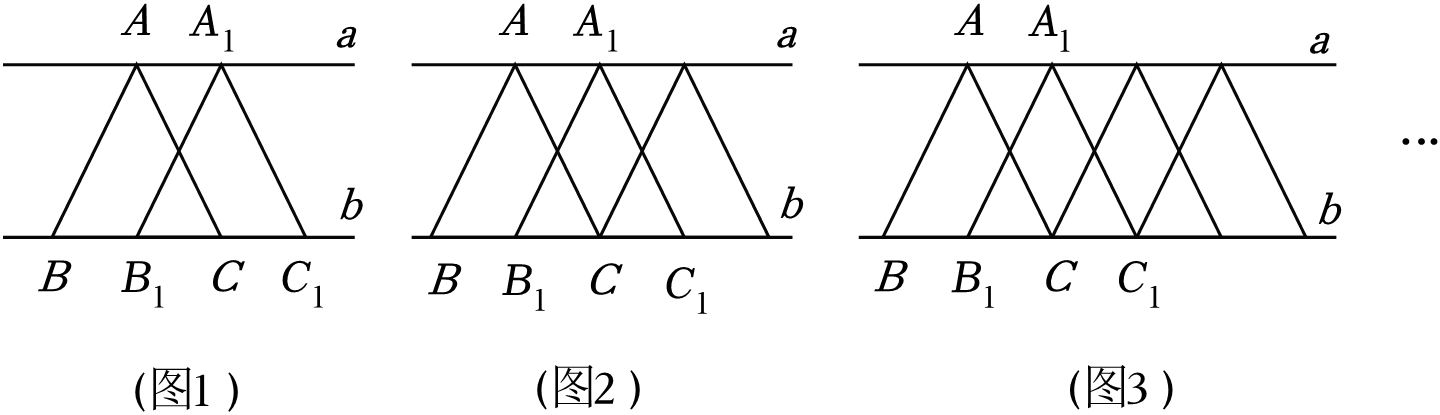 A A₁ a
b
B B₁ C C₁
(图1)
A A₁ a
b
B B₁ C C₁
(图2)
A A₁ a
b
B B₁ C C₁
(图3)
…